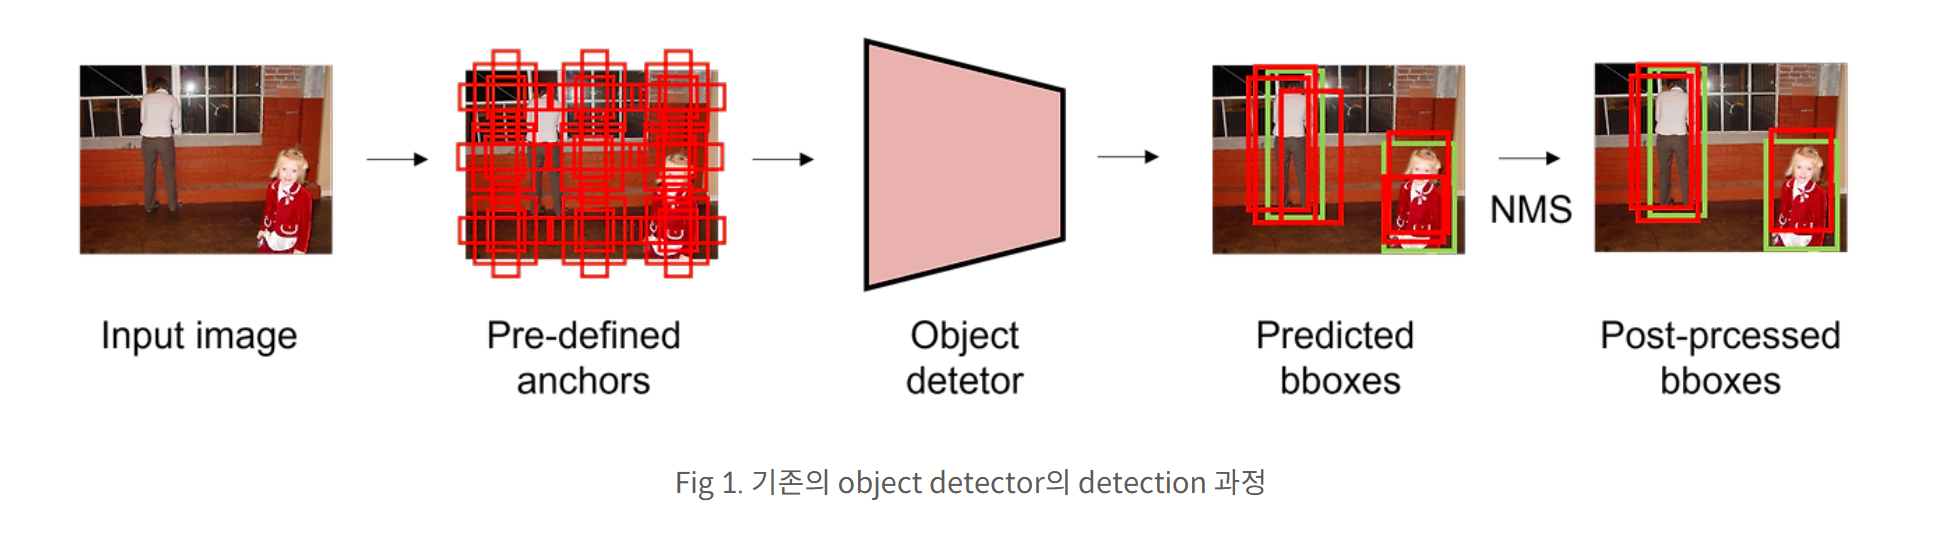 NMS
Input image
Pre-defined
anchors
Object
detetor
Predicted
bboxes
Post-prcessed
bboxes
Fig 1. 기존의 object detector의 detection 과정